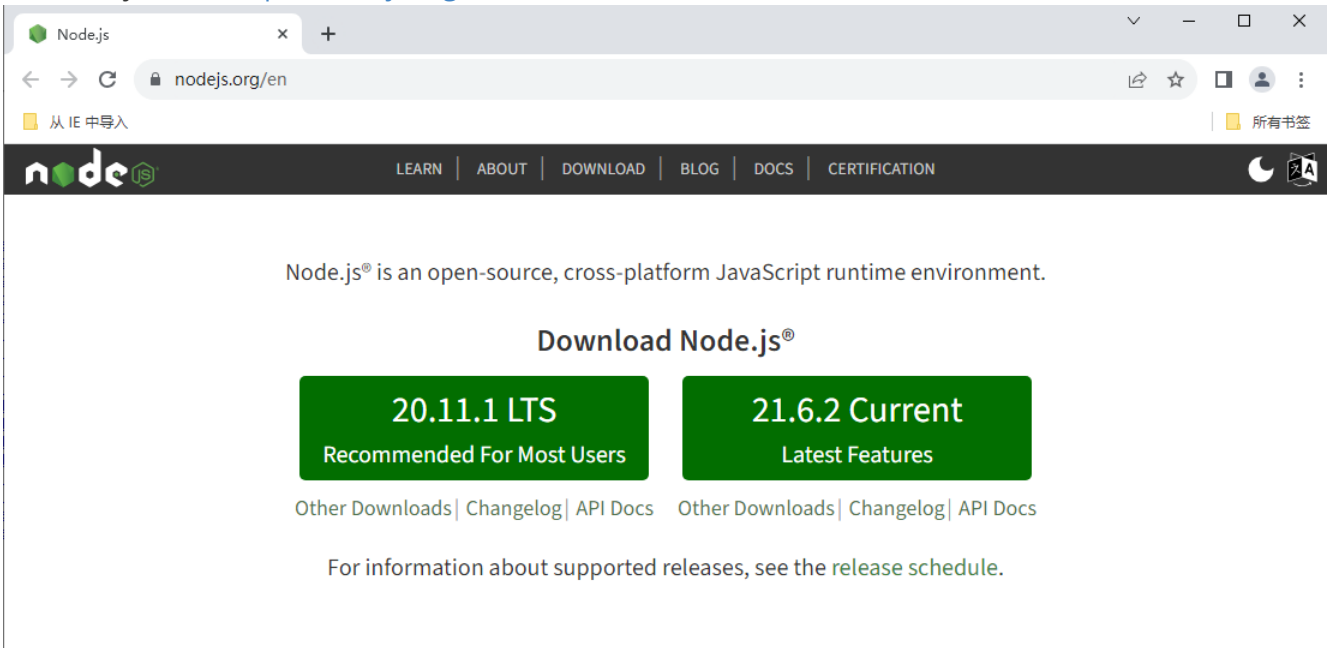 Node.js
nodejs.org/en
从 IE 中导入
所有书签
node JS
LEARN | ABOUT | DOWNLOAD | BLOG | DOCS | CERTIFICATION
Node.js® is an open-source, cross-platform JavaScript runtime environment.
Download Node.js®
20.11.1 LTS
Recommended For Most Users
21.6.2 Current
Latest Features
Other Downloads | Changelog | API Docs
Other Downloads | Changelog | API Docs
For information about supported releases, see the release schedule.